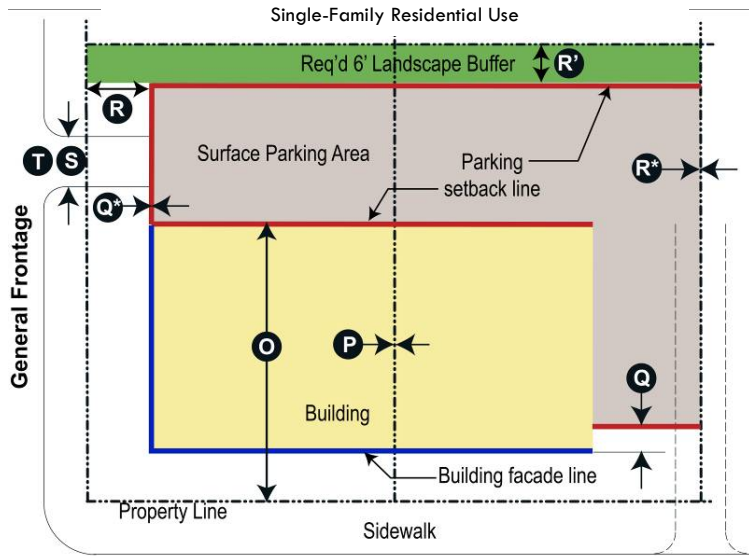 Single-Family Residential Use
Req'd 6' Landscape Buffer
R'
R
Surface Parking Area
Parking
setback line
T S
R*
Q*
General Frontage
O
P
Q
Building
Building facade line
Property Line
Sidewalk